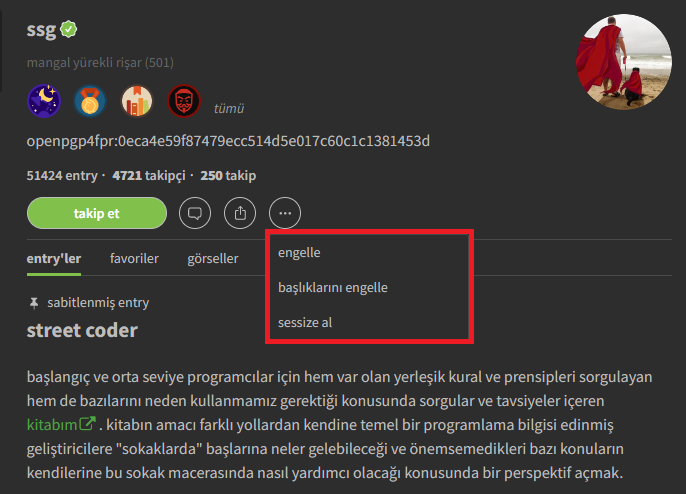 ssg
mangal yürekli rişar (501)
tümü
openpgp4fpr:0eca4e59f87479ecc514d5e017c60c1c1381453d
51424 entry · 4721 takipçi · 250 takip
takip et
engelle
entry'ler favoriler görseller
başlıklarını engelle
sessize al
sabitlenmiş entry
street coder
başlangıç ve orta seviye programcılar için hem var olan yerleşik kural ve prensipleri sorgulayan
hem de bazılarını neden kullanmamız gerektiği konusunda sorgular ve tavsiyeler içeren
kitabım . kitabın amacı farklı yollardan kendine temel bir programlama bilgisi edinmiş
geliştiricilere "sokaklarda" başlarına neler gelebileceği ve önemsemedikleri bazı konuların
kendilerine bu sokak macerasında nasıl yardımcı olacağı konusunda bir perspektif açmak.